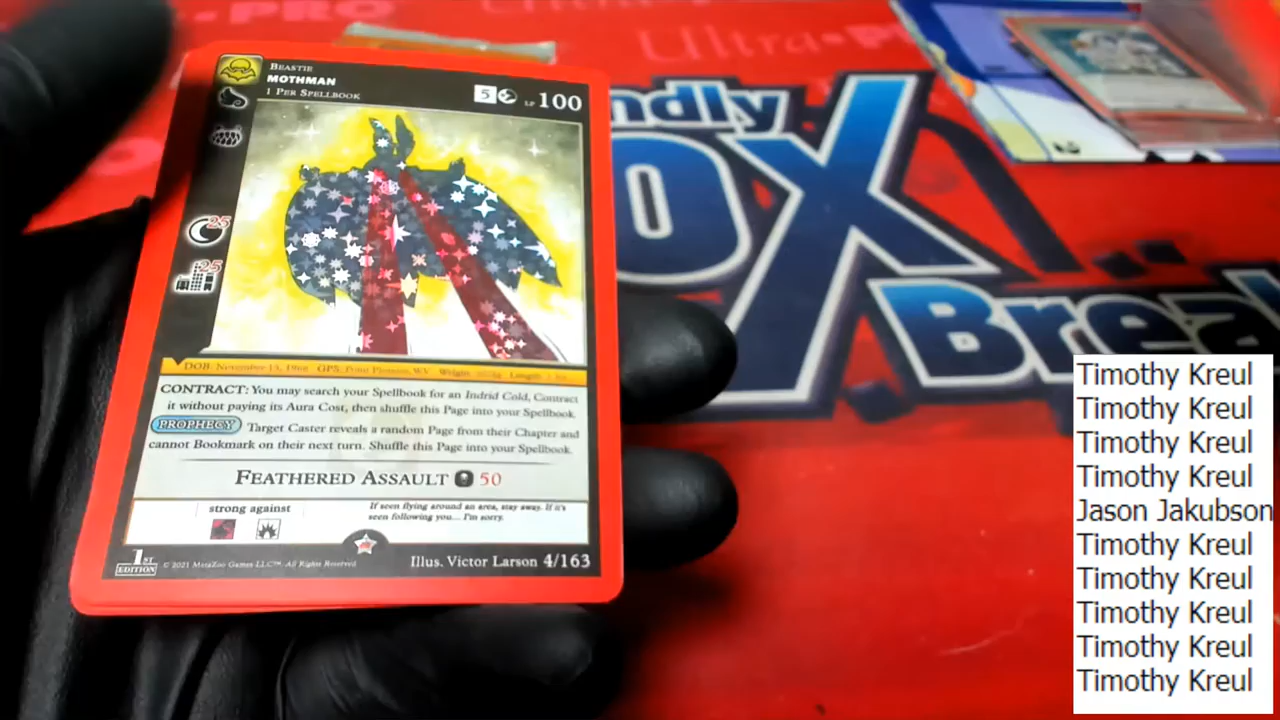 Ultra•PRO
BEASTIE
MOTHMAN
1 PER SPELLBOOK
5
LP 100
25
25
DOB: November 15, 1966 GPS: Point Pleasant, WV Weight: Length:
CONTRACT: You may search your Spellbook for an Indrid Cold, Contract
it without paying its Aura Cost, then shuffle this Page into your Spellbook.
PROPHECY Target Caster reveals a random Page from their Chapter and
cannot Bookmark on their next turn. Shuffle this Page into your Spellbook.
FEATHERED ASSAULT 50
strong against
If seen flying around an area, stay away. If it's
seen following you... I'm sorry.
1ST
EDITION
© 2021 MetaZoo Games LLC™. All Rights Reserved
Illus. Victor Larson 4/163
ndly
OX
Brea
Timothy Kreul
Timothy Kreul
Timothy Kreul
Timothy Kreul
Jason Jakubson
Timothy Kreul
Timothy Kreul
Timothy Kreul
Timothy Kreul
Timothy Kreul